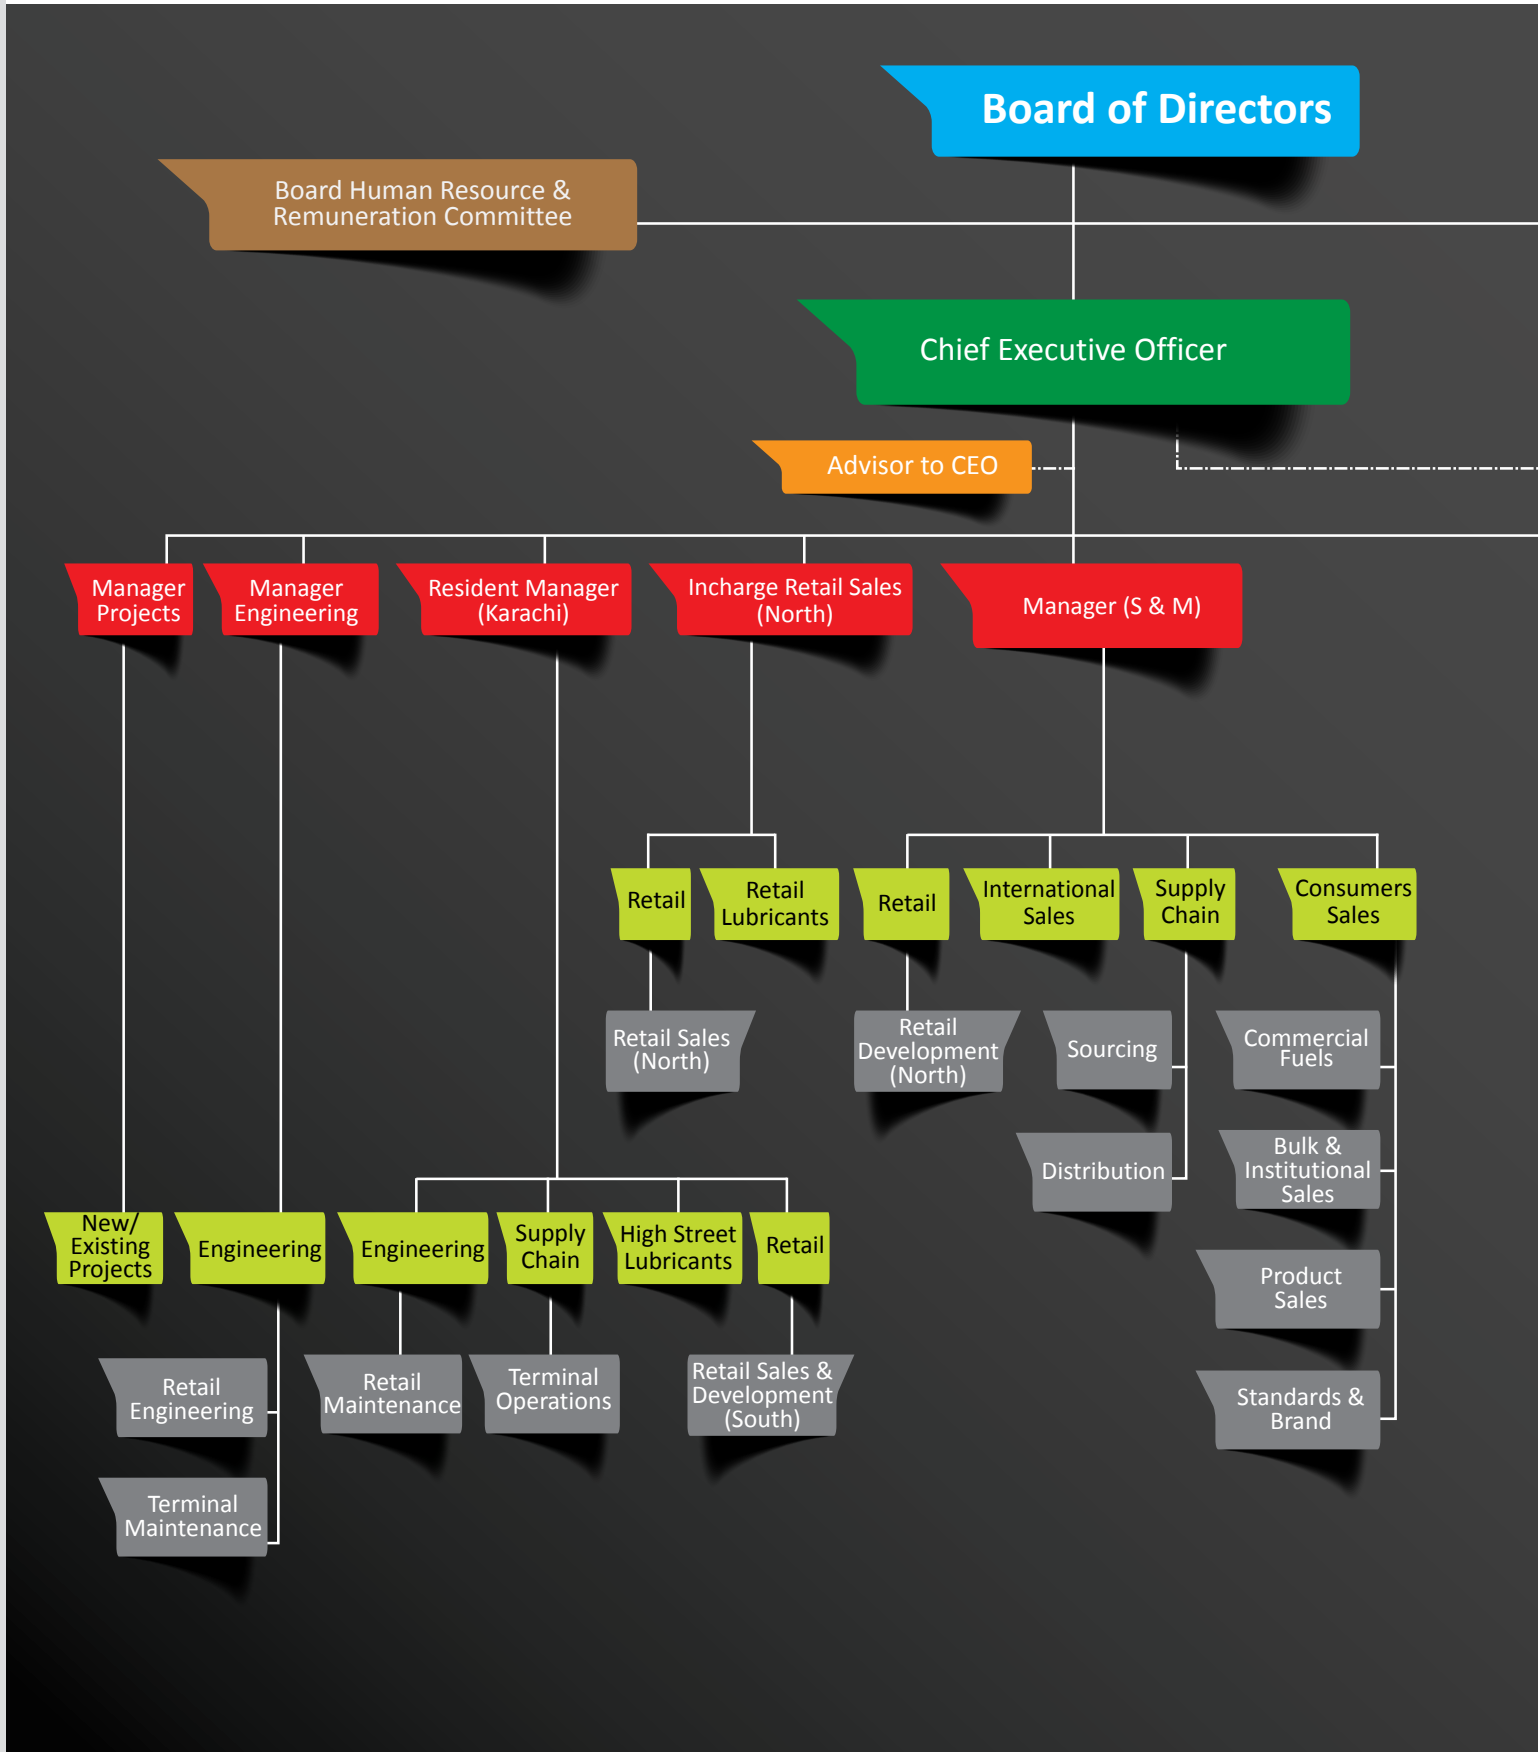 Board of Directors
Board Human Resource &
Remuneration Committee
Chief Executive Officer
Advisor to CEO
Manager
Projects
Manager
Engineering
Resident Manager
(Karachi)
Incharge Retail Sales
(North)
Manager (S & M)
Retail
Retail
Lubricants
Retail
International
Sales
Supply
Chain
Consumers
Sales
Retail Sales
(North)
Retail
Development
(North)
Sourcing
Commercial
Fuels
Distribution
Bulk &
Institutional
Sales
New/
Existing
Projects
Engineering
Engineering
Supply
Chain
High Street
Lubricants
Retail
Product
Sales
Retail
Engineering
Retail
Maintenance
Terminal
Operations
Retail Sales &
Development
(South)
Standards &
Brand
Terminal
Maintenance